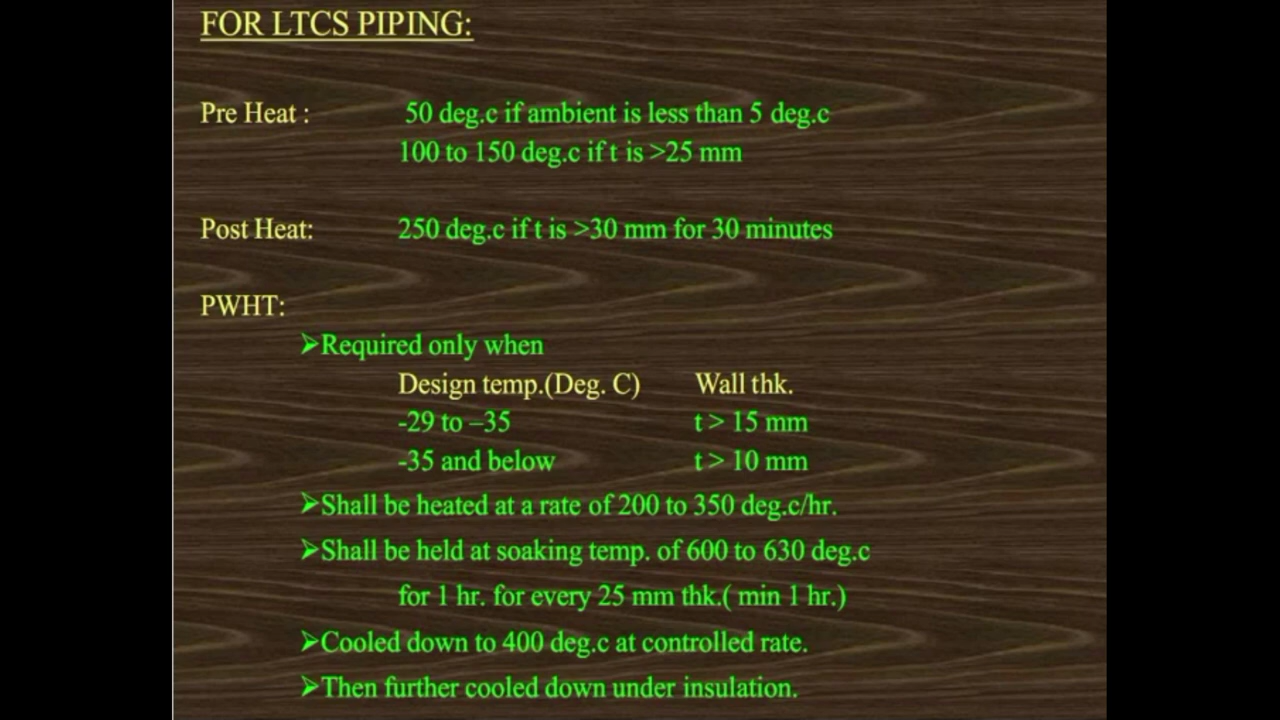 FOR LTCS PIPING:
Pre Heat : 50 deg.c if ambient is less than 5 deg.c
100 to 150 deg.c if t is >25 mm
Post Heat: 250 deg.c if t is >30 mm for 30 minutes
PWHT:
➢Required only when
Design temp.(Deg. C) Wall thk.
-29 to –35 t > 15 mm
-35 and below t > 10 mm
➢Shall be heated at a rate of 200 to 350 deg.c/hr.
➢Shall be held at soaking temp. of 600 to 630 deg.c
for 1 hr. for every 25 mm thk.( min 1 hr.)
➢Cooled down to 400 deg.c at controlled rate.
➢Then further cooled down under insulation.